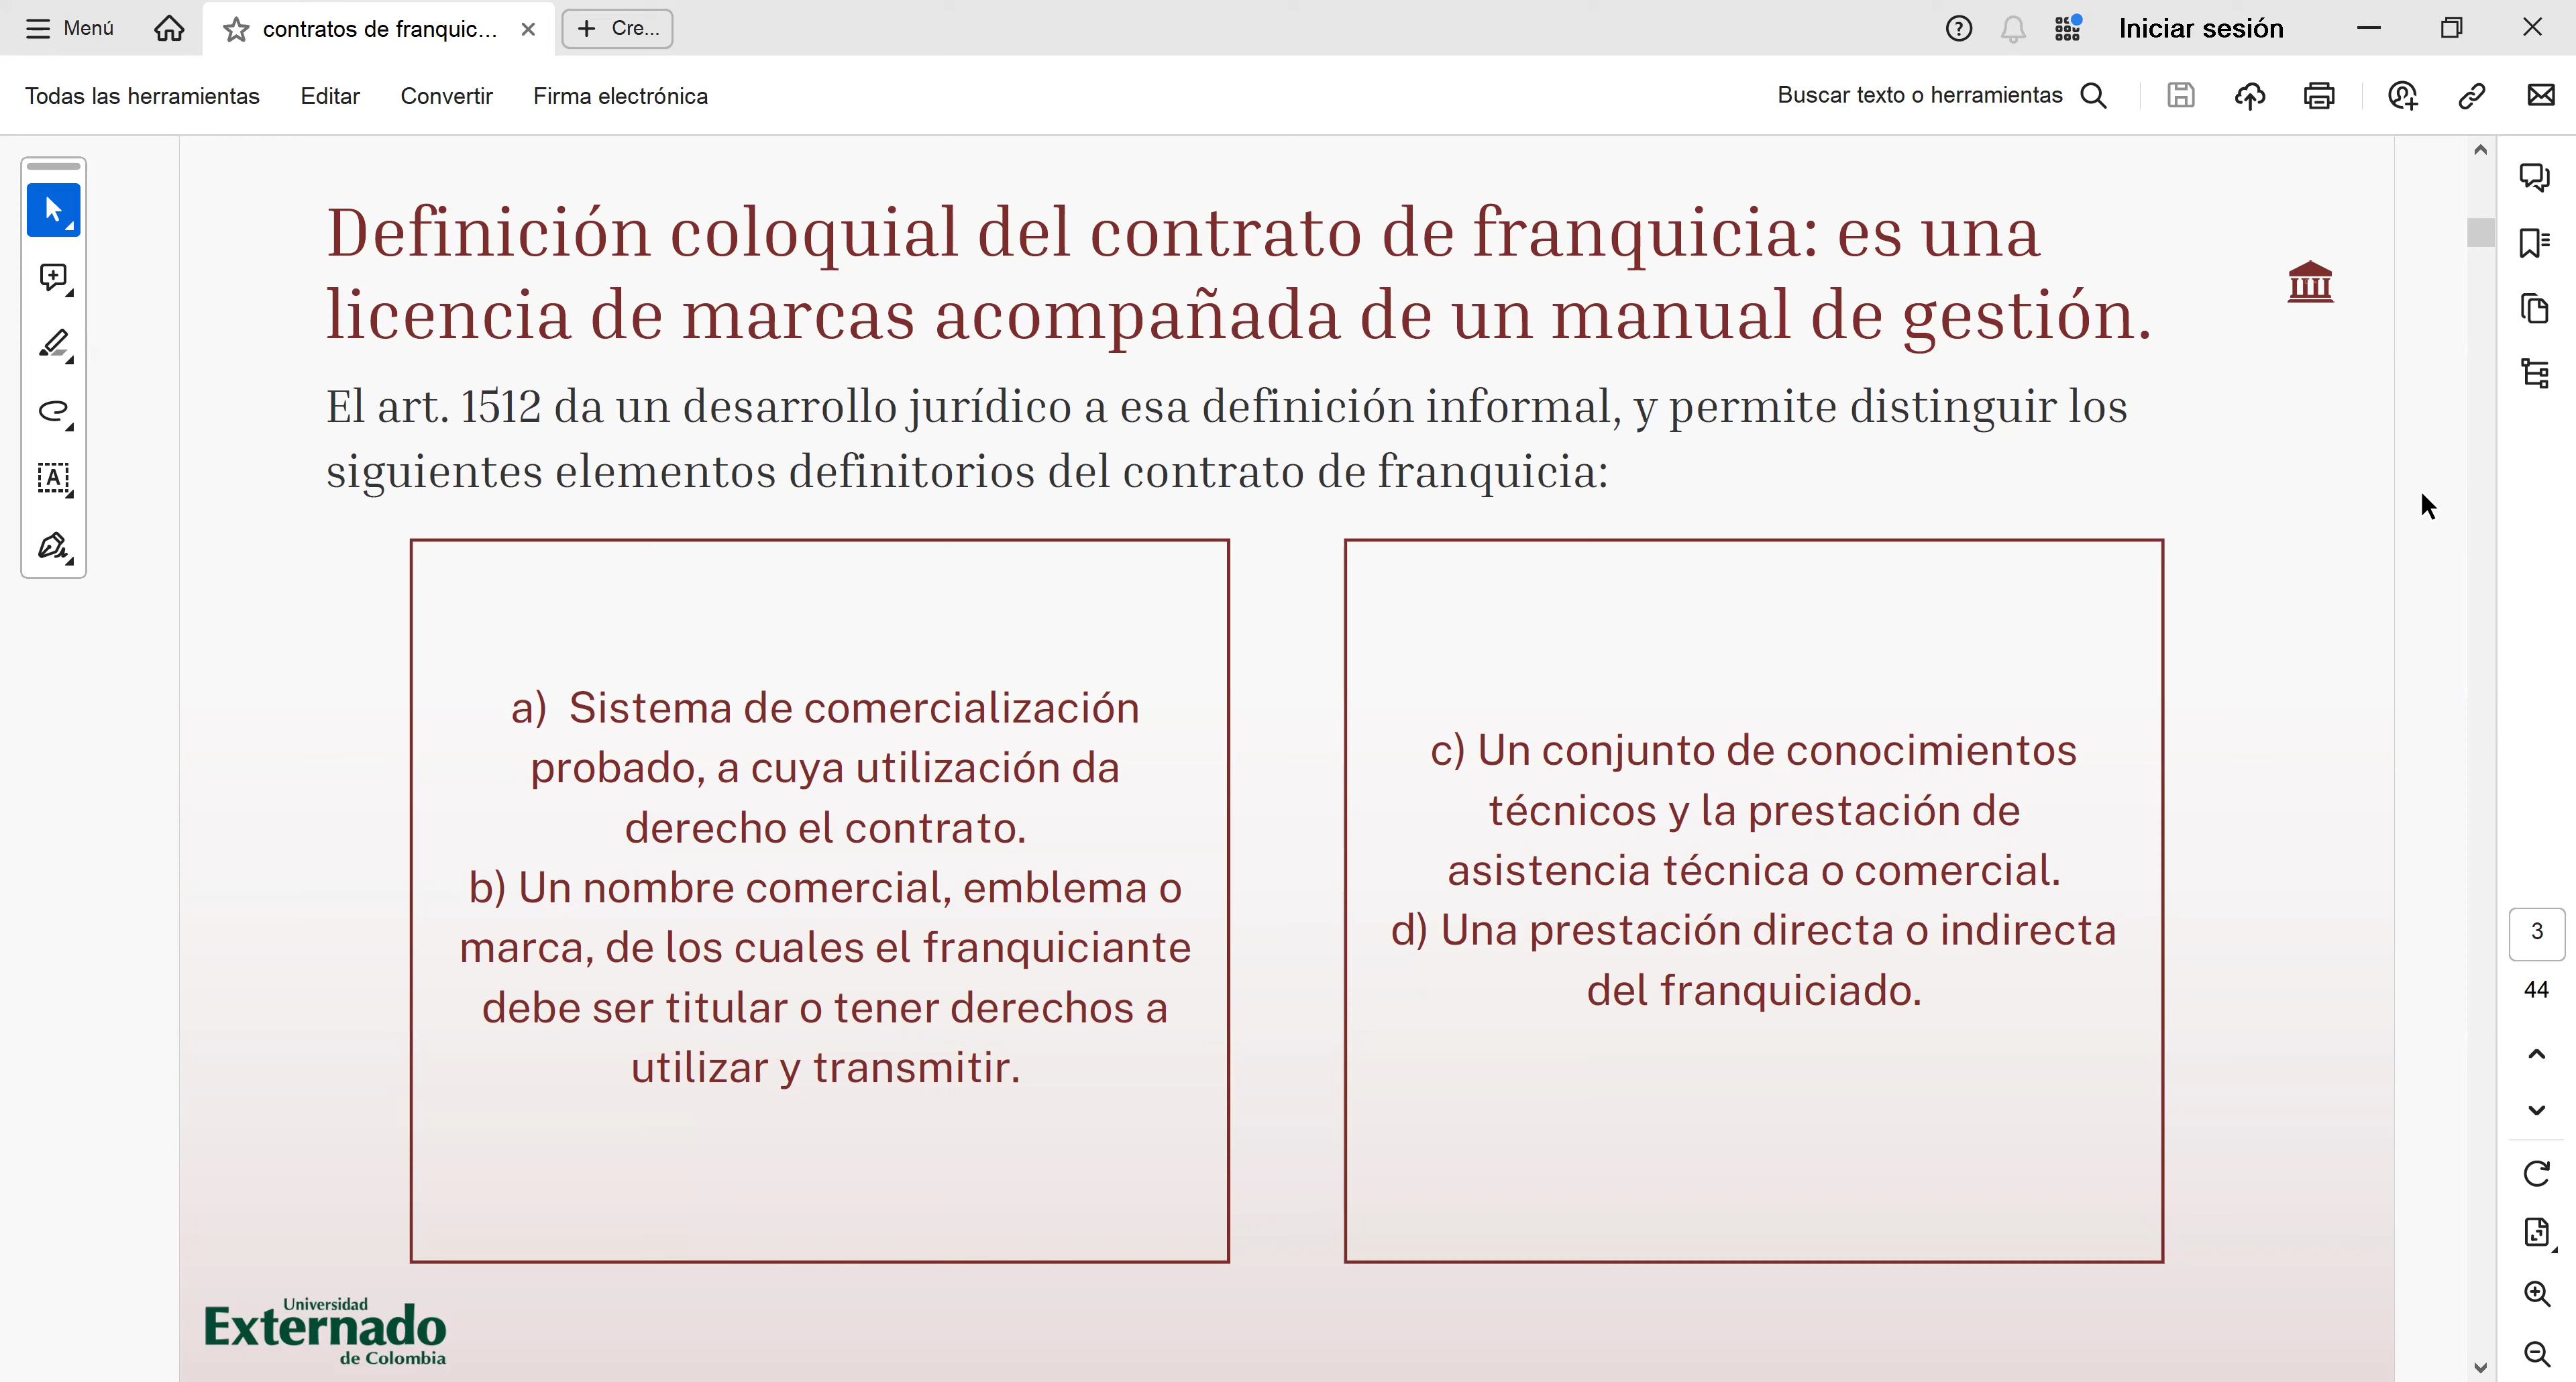 Menú
contratos de franquic...
Cre...
Iniciar sesión
Todas las herramientas
Editar
Convertir
Firma electrónica
Buscar texto o herramientas
Definición coloquial del contrato de franquicia: es una
licencia de marcas acompañada de un manual de gestión.
El art. 1512 da un desarrollo jurídico a esa definición informal, y permite distinguir los
siguientes elementos definitorios del contrato de franquicia:
a) Sistema de comercialización
probado, a cuya utilización da
derecho el contrato.
b) Un nombre comercial, emblema o
marca, de los cuales el franquiciante
debe ser titular o tener derechos a
utilizar y transmitir.
c) Un conjunto de conocimientos
técnicos y la prestación de
asistencia técnica o comercial.
d) Una prestación directa o indirecta
del franquiciado.
3
44
Universidad
Externado
de Colombia